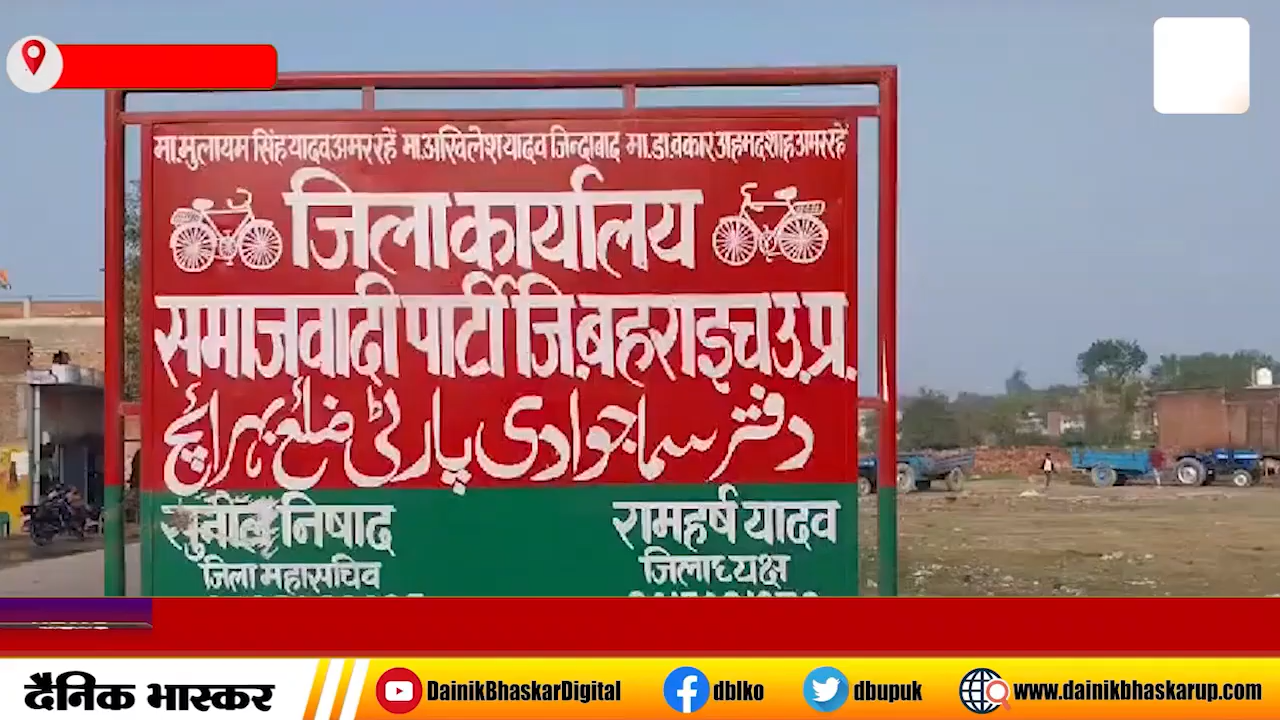 मा.मुलायम सिंह यादव अमर रहें मा.अखिलेश यादव जिन्दाबाद मा.डा.वकार अहमद शाह अमर रहें
जिला कार्यालय
समाजवादी पार्टी जि.बहराइच उ.प्र.
دفتر سماجوادی پارٹی ضلع بہرائچ
सुनील निषाद रामहर्ष यादव
जिला महासचिव जिलाध्यक्ष
दैनिक भास्कर DainikBhaskarDigital dblko dbupuk www.dainikbhaskarup.com